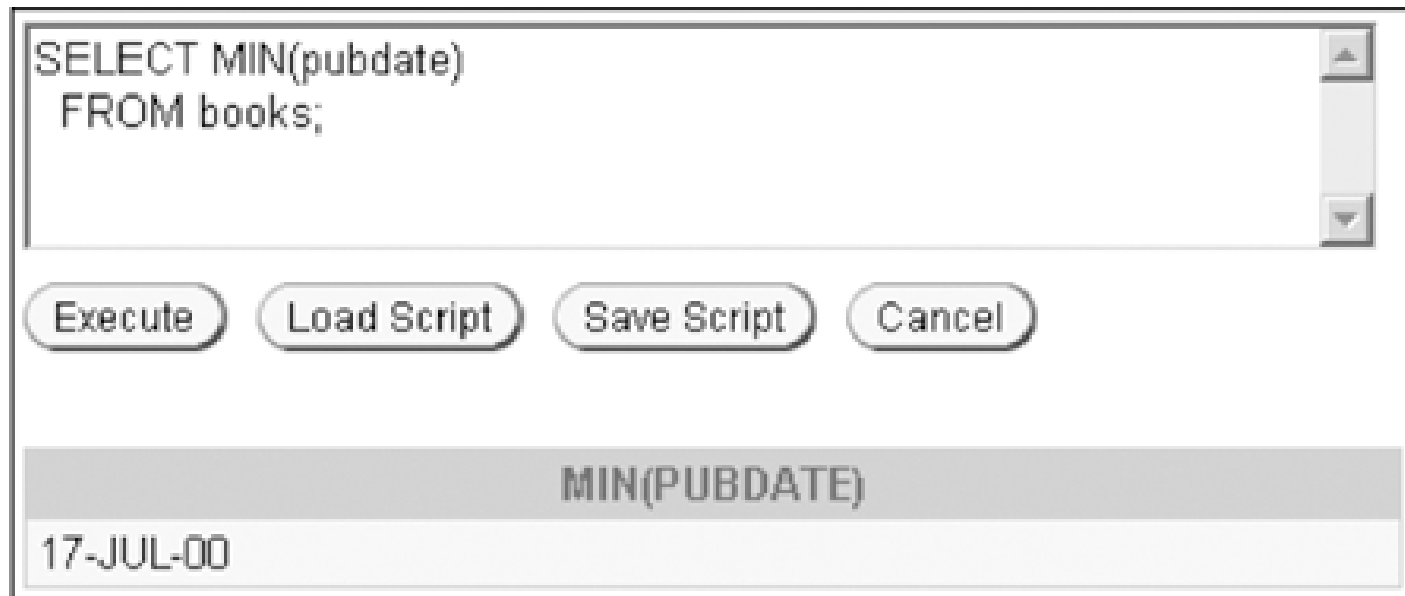 SELECT MIN(pubdate)
FROM books;
Execute Load Script Save Script Cancel
MIN(PUBDATE)
17-JUL-00